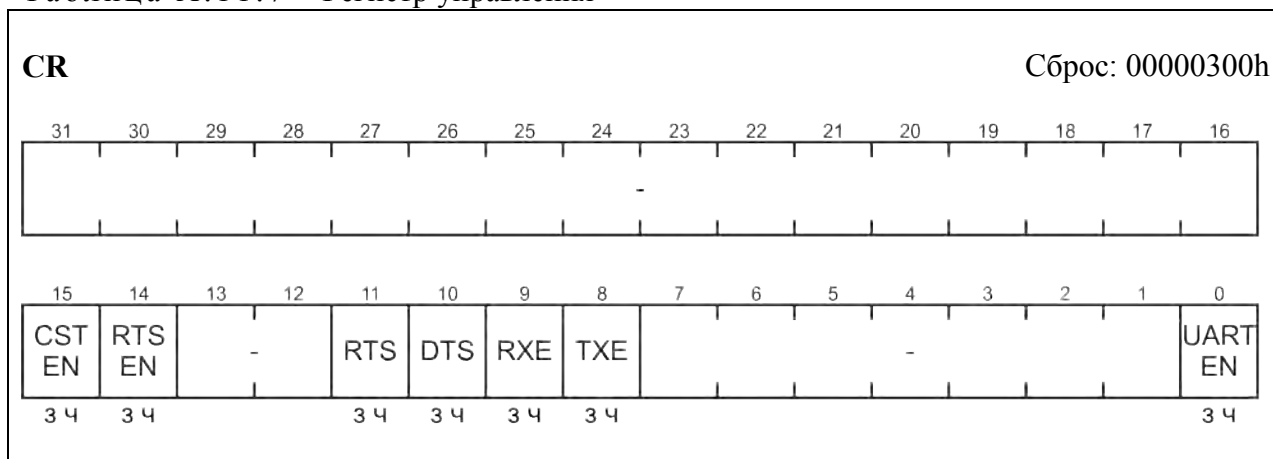 CR Сброс: 00000300h
31 30 29 28 27 26 25 24 23 22 21 20 19 18 17 16
-
15 14 13 12 11 10 9 8 7 6 5 4 3 2 1 0
CST EN RTS EN - RTS DTS RXE TXE - UART EN
З Ч З Ч З Ч З Ч З Ч З Ч З Ч